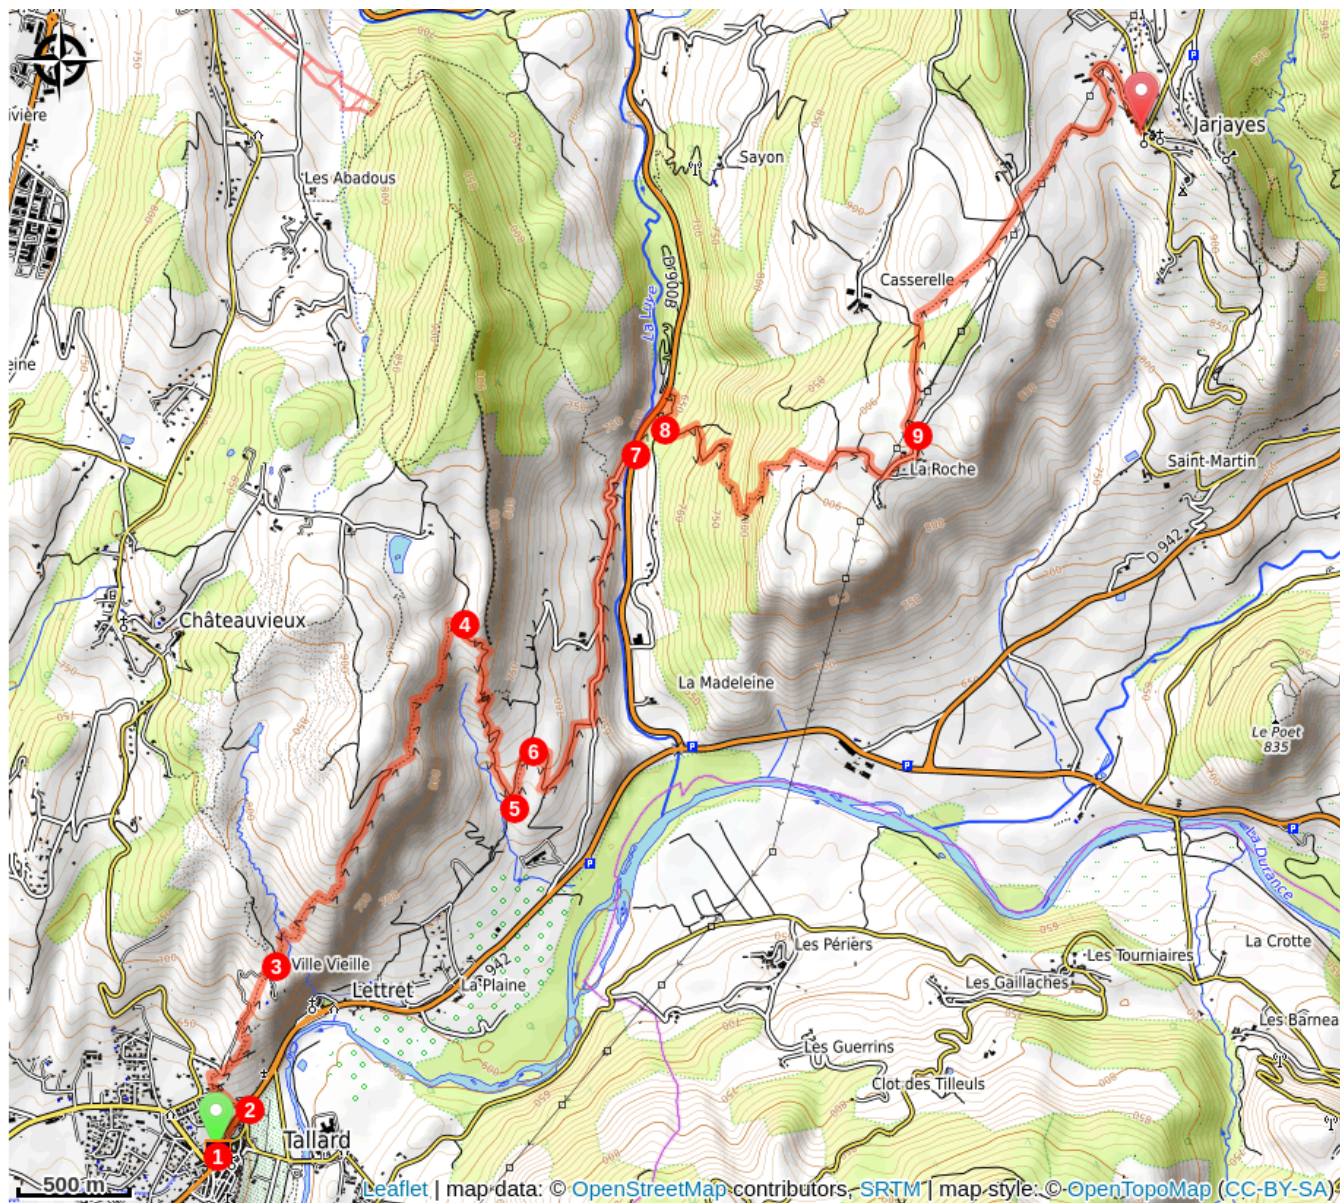 Jarjayes
ivière
Sayon
Les Abadous
Casserelle
D 900B
La Luye
eine
8
9
7
La Roche
Saint-Martin
D 942
4
Châteauvieux
La Madeleine
6
Le Poet
835
5
La Durance
3
Ville Vieille
Les Périers
La Crotte
Les Tourniaires
942
La Plaine
Lettret
Les Gaillaches
Les Barnea
Les Guerrins
Clot des Tilleuls
2
Tallard
1
500 m
Leaflet | map data: © OpenStreetMap contributors, SRTM | map style: © OpenTopoMap (CC-BY-SA)